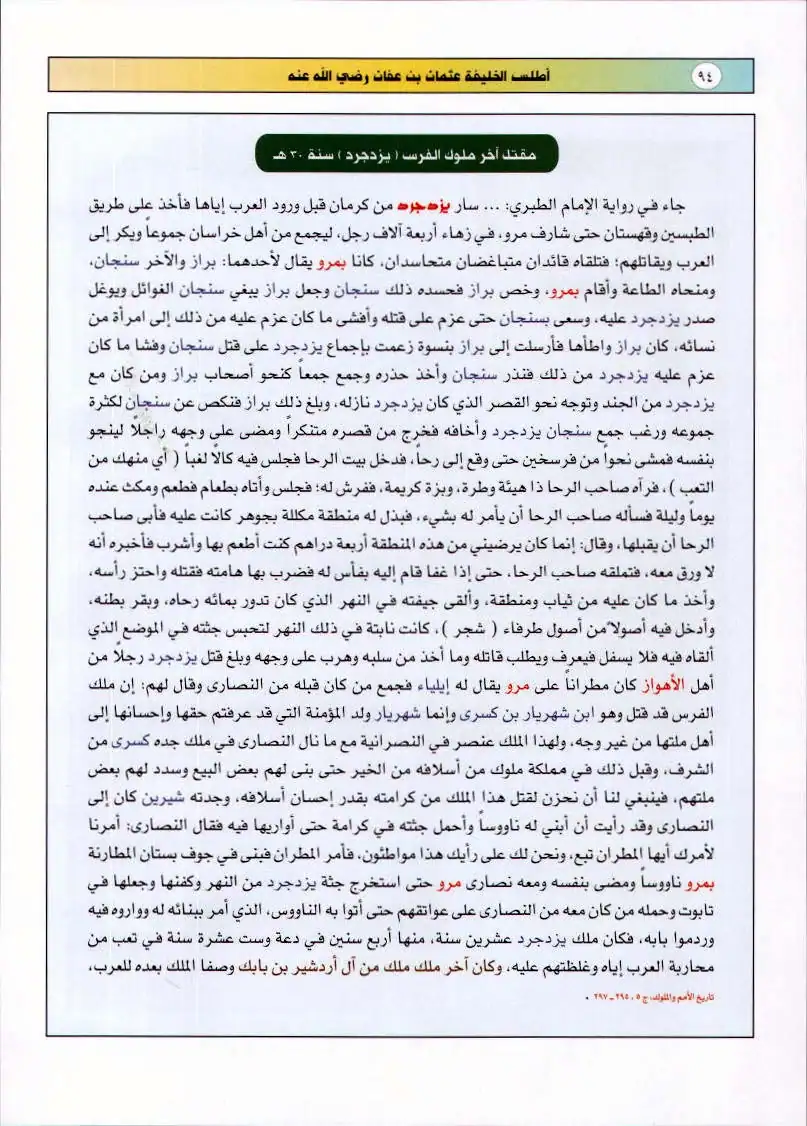 ٩٤
أطلس الخليفة عثمان بن عفان رضي الله عنه
مقتل آخر ملوك الفرس ( يزدجرد ) سنة ٣٠ هـ
جاء في رواية الإمام الطبري: ... سار يزدجرد من كرمان قبل ورود العرب إياها فأخذ على طريق
الطبسين وقهستان حتى شارف مرو، في زهاء أربعة آلاف رجل، ليجمع من أهل خراسان جموعاً ويكر إلى
العرب ويقاتلهم؛ فتلقاه قائدان متباغضان متحاسدان، كانا بمرو يقال لأحدهما: براز والآخر سنجان،
ومنحاه الطاعة وأقام بمرو، وخص براز فحسده ذلك سنجان وجعل براز يبغي سنجان الغوائل ويوغل
صدر يزدجرد عليه، وسعى بسنجان حتى عزم على قتله وأفشى ما كان عزم عليه من ذلك إلى امرأة من
نسائه، كان براز واطأها فأرسلت إلى براز بنسوة زعمت بإجماع يزدجرد على قتل سنجان وفشا ما كان
عزم عليه يزدجرد من ذلك فنذر سنجان وأخذ حذره وجمع جمعاً كنحو أصحاب براز ومن كان مع
يزدجرد من الجند وتوجه نحو القصر الذي كان يزدجرد نازله، وبلغ ذلك براز فنكص عن سنجان لكثرة
جموعه ورغب جمع سنجان يزدجرد وأخافه فخرج من قصره متنكراً ومضى على وجهه راجلاً لينجو
بنفسه فمشى نحواً من فرسخين حتى وقع إلى رحاً، فدخل بيت الرحا فجلس فيه كالاً لغباً ( أي منهك من
التعب )، فرآه صاحب الرحا ذا هيئة وطرة، وبزة كريمة، ففرش له؛ فجلس وأتاه بطعام فطعم ومكث عنده
يوماً وليلة فسأله صاحب الرحا أن يأمر له بشيء، فبذل له منطقة مكللة بجوهر كانت عليه فأبى صاحب
الرحا أن يقبلها، وقال: إنما كان يرضيني من هذه المنطقة أربعة دراهم كنت أطعم بها وأشرب فأخبره أنه
لا ورق معه، فتملقه صاحب الرحا، حتى إذا غفا قام إليه بفأس له فضرب بها هامته فقتله واحتز رأسه،
وأخذ ما كان عليه من ثياب ومنطقة، وألقى جيفته في النهر الذي كان تدور بمائه رحاه، وبقر بطنه،
وأدخل فيه أصولاً من أصول طرفاء ( شجر )، كانت نابتة في ذلك النهر لتحبس جثته في الموضع الذي
ألقاه فيه فلا يسفل فيعرف ويطلب قاتله وما أخذ من سلبه وهرب على وجهه وبلغ قتل يزدجرد رجلاً من
أهل الأهواز كان مطراناً على مرو يقال له إيلياء فجمع من كان قبله من النصارى وقال لهم: إن ملك
الفرس قد قتل وهو ابن شهريار بن كسرى وإنما شهريار ولد المؤمنة التي قد عرفتم حقها وإحسانها إلى
أهل ملتها من غير وجه، ولهذا الملك عنصر في النصرانية مع ما نال النصارى في ملك جده كسرى من
الشرف، وقبل ذلك في مملكة ملوك من أسلافه من الخير حتى بنى لهم بعض البيع وسدد لهم بعض
ملتهم، فينبغي لنا أن نحزن لقتل هذا الملك من كرامته بقدر إحسان أسلافه، وجدته شيرين كان إلى
النصارى وقد رأيت أن أبني له ناووساً وأحمل جثته في كرامة حتى أواريها فيه فقال النصارى: أمرنا
لأمرك أيها المطران تبع، ونحن لك على رأيك هذا مواطئون، فأمر المطران فبنى في جوف بستان المطارنة
بمرو ناووساً ومضى بنفسه ومعه نصارى مرو حتى استخرج جثة يزدجرد من النهر وكفنها وجعلها في
تابوت وحمله من كان معه من النصارى على عواتقهم حتى أتوا به الناووس، الذي أمر ببنائه له وواروه فيه
وردموا بابه، فكان ملك يزدجرد عشرين سنة، منها أربع سنين في دعة وست عشرة سنة في تعب من
محاربة العرب إياه وغلظتهم عليه، وكان آخر ملك ملك من آل أردشير بن بابك وصفا الملك بعده للعرب،
تاريخ الأمم والملوك، ج ٥، ٢٩٥ - ٢٩٧ .